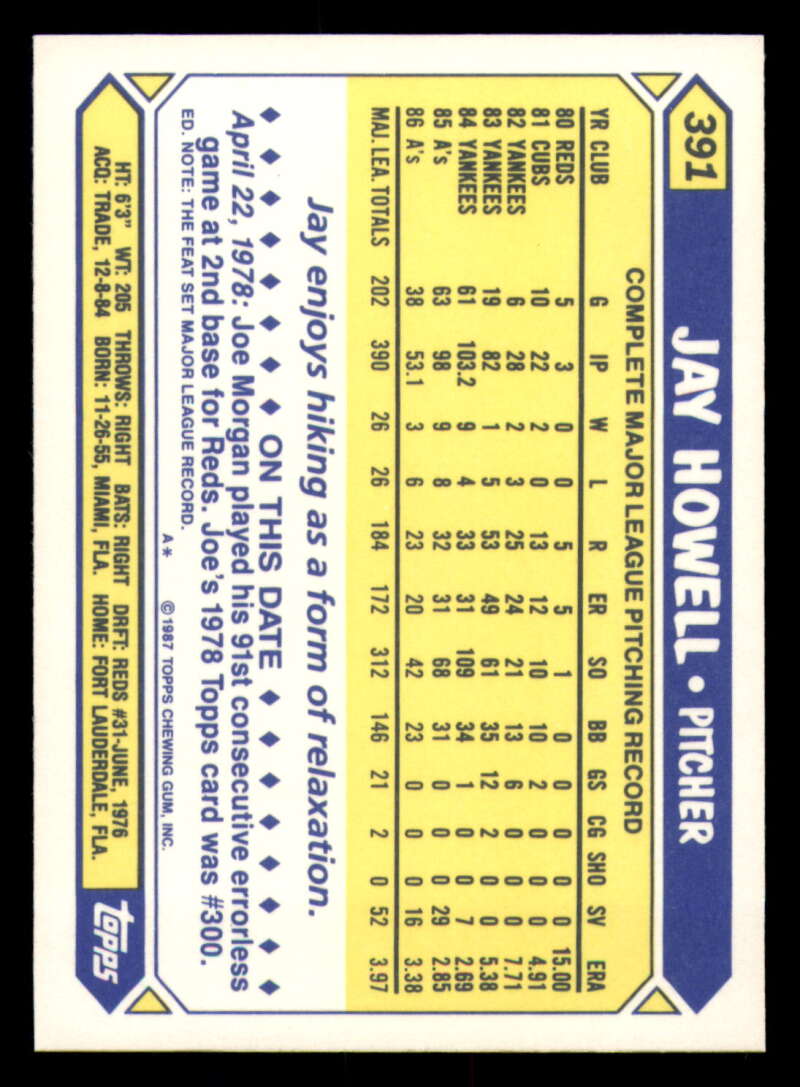 391 JAY HOWELL • PITCHER
COMPLETE MAJOR LEAGUE PITCHING RECORD
YR CLUB G IP W L R ER SO BB GS CG SHO SV ERA
80 REDS 5 3 0 0 5 5 1 0 0 0 0 0 15.00
81 CUBS 10 22 2 0 13 12 10 10 2 0 0 0 4.91
82 YANKEES 6 28 2 3 25 24 21 13 6 0 0 0 7.71
83 YANKEES 19 82 1 5 53 49 61 35 12 2 0 0 5.38
84 YANKEES 61 103.2 9 4 33 31 109 34 1 0 0 7 2.69
85 A's 63 98 9 8 32 31 68 31 0 0 0 29 2.85
86 A's 38 53.1 3 6 23 20 42 23 0 0 0 16 3.38
MAJ. LEA. TOTALS 202 390 26 26 184 172 312 146 21 2 0 52 3.97
Jay enjoys hiking as a form of relaxation.
ON THIS DATE
April 22, 1978: Joe Morgan played his 91st consecutive errorless
game at 2nd base for Reds. Joe's 1978 Topps card was #300.
ED. NOTE: THE FEAT SET MAJOR LEAGUE RECORD.
A* ©1987 TOPPS CHEWING GUM, INC.
HT: 6'3" WT: 205 THROWS: RIGHT BATS: RIGHT DRFT: REDS #31-JUNE, 1976
ACQ: TRADE, 12-8-84 BORN: 11-26-55, MIAMI, FLA. HOME: FORT LAUDERDALE, FLA.
topps